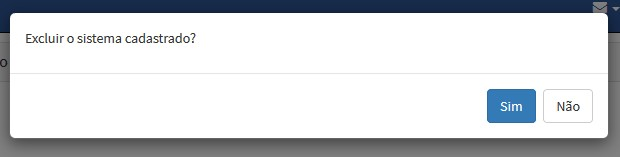 Excluir o sistema cadastrado?
o
Sim Não